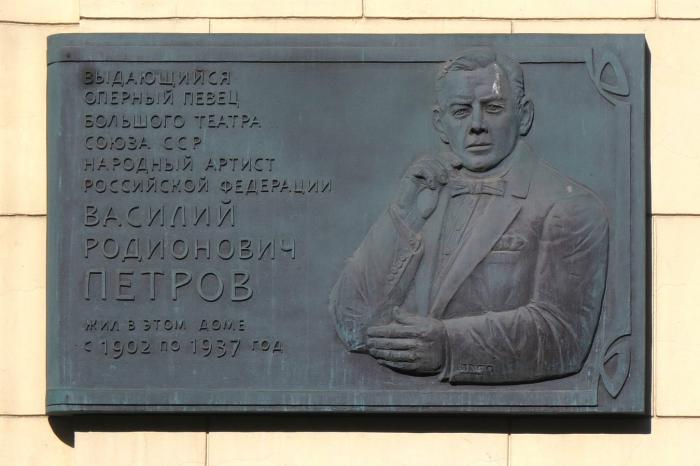 ВЫДАЮЩИЙСЯ
ОПЕРНЫЙ ПЕВЕЦ
БОЛЬШОГО ТЕАТРА
СОЮЗА ССР
НАРОДНЫЙ АРТИСТ
РОССИЙСКОЙ ФЕДЕРАЦИИ
ВАСИЛИЙ
РОДИОНОВИЧ
ПЕТРОВ
ЖИЛ В ЭТОМ ДОМЕ
С 1902 ПО 1937 ГОД